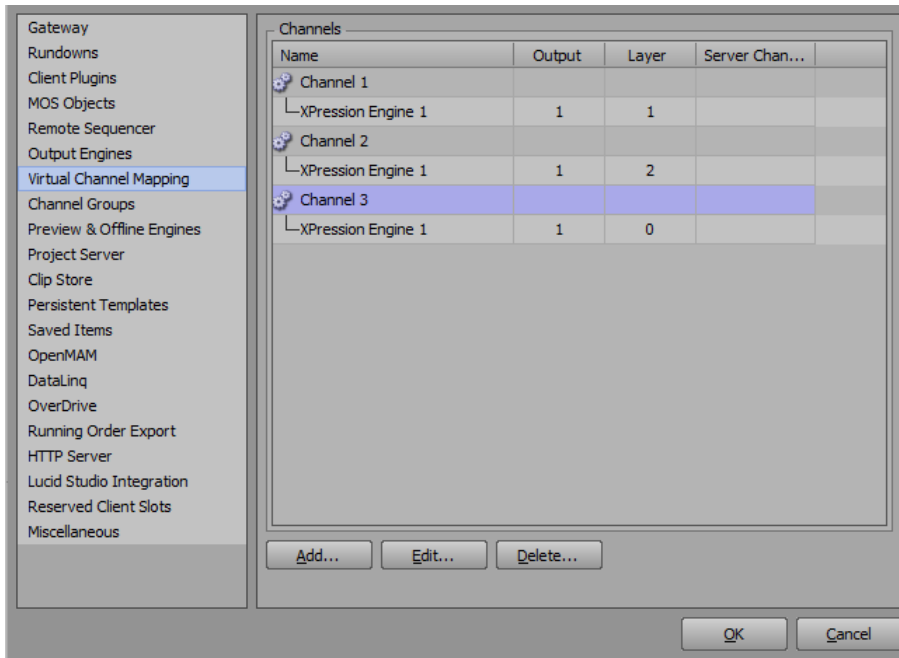 Gateway
Rundowns
Client Plugins
MOS Objects
Remote Sequencer
Output Engines
Virtual Channel Mapping
Channel Groups
Preview & Offline Engines
Project Server
Clip Store
Persistent Templates
Saved Items
OpenMAM
DataLinq
OverDrive
Running Order Export
HTTP Server
Lucid Studio Integration
Reserved Client Slots
Miscellaneous
Channels
Name Output Layer Server Chan...
Channel 1
XPression Engine 1 1 1
Channel 2
XPression Engine 1 1 2
Channel 3
XPression Engine 1 1 0
Add... Edit... Delete...
OK Cancel